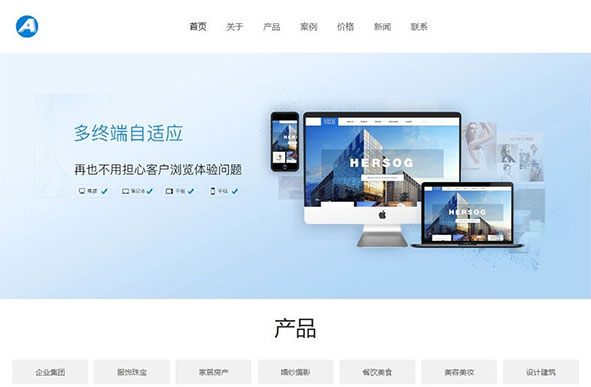 首页 关于 产品 案例 价格 新闻 联系
多终端自适应
再也不用担心客户浏览体验问题
电脑 笔记本 平板 手机
HERSOG
HERSOG
产品
企业集团 服饰珠宝 家居房产 婚纱摄影 餐饮美食 美容美妆 设计建筑